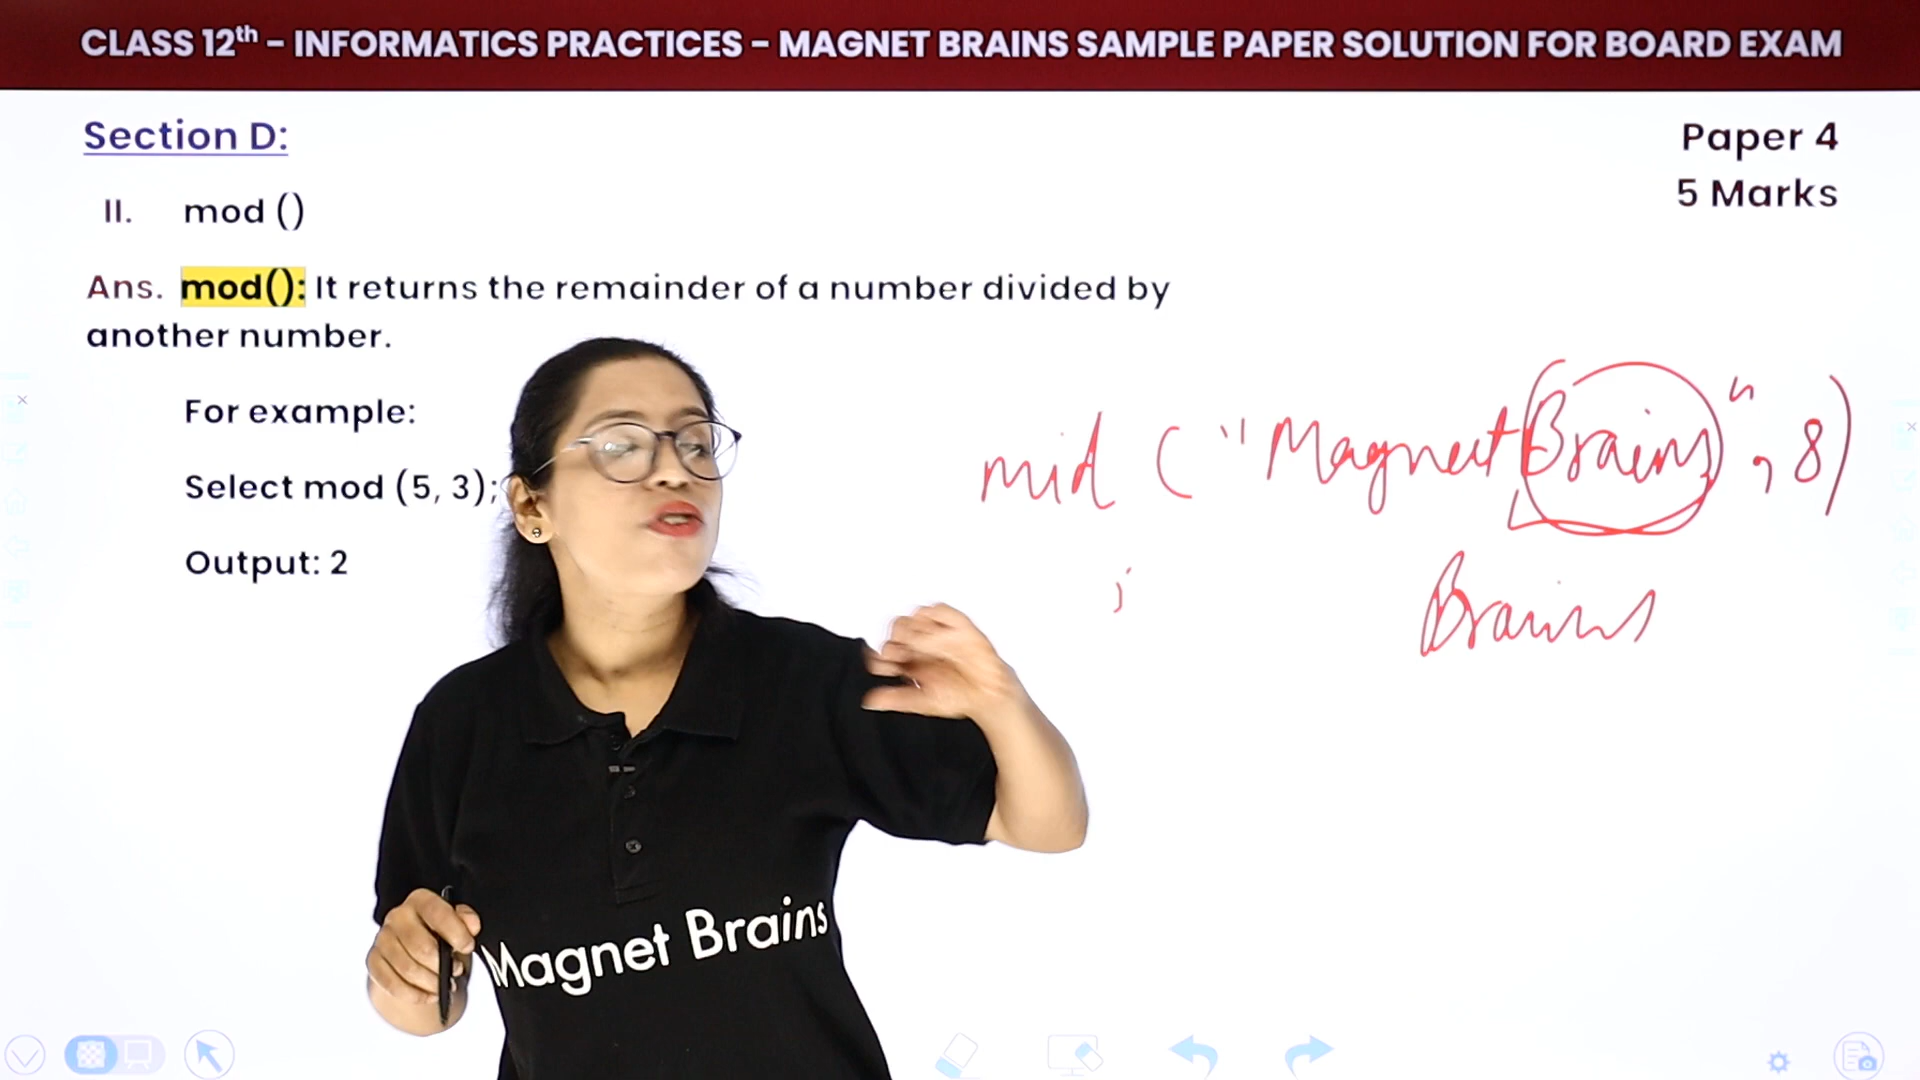 CLASS 12th – INFORMATICS PRACTICES – MAGNET BRAINS SAMPLE PAPER SOLUTION FOR BOARD EXAM
Section D:
Paper 4
5 Marks
II. mod ()
Ans. mod(): It returns the remainder of a number divided by
another number.
For example:
Select mod (5, 3);
Output: 2
mid ("Magnet Brains", 8)
;
Brains
Magnet Brains